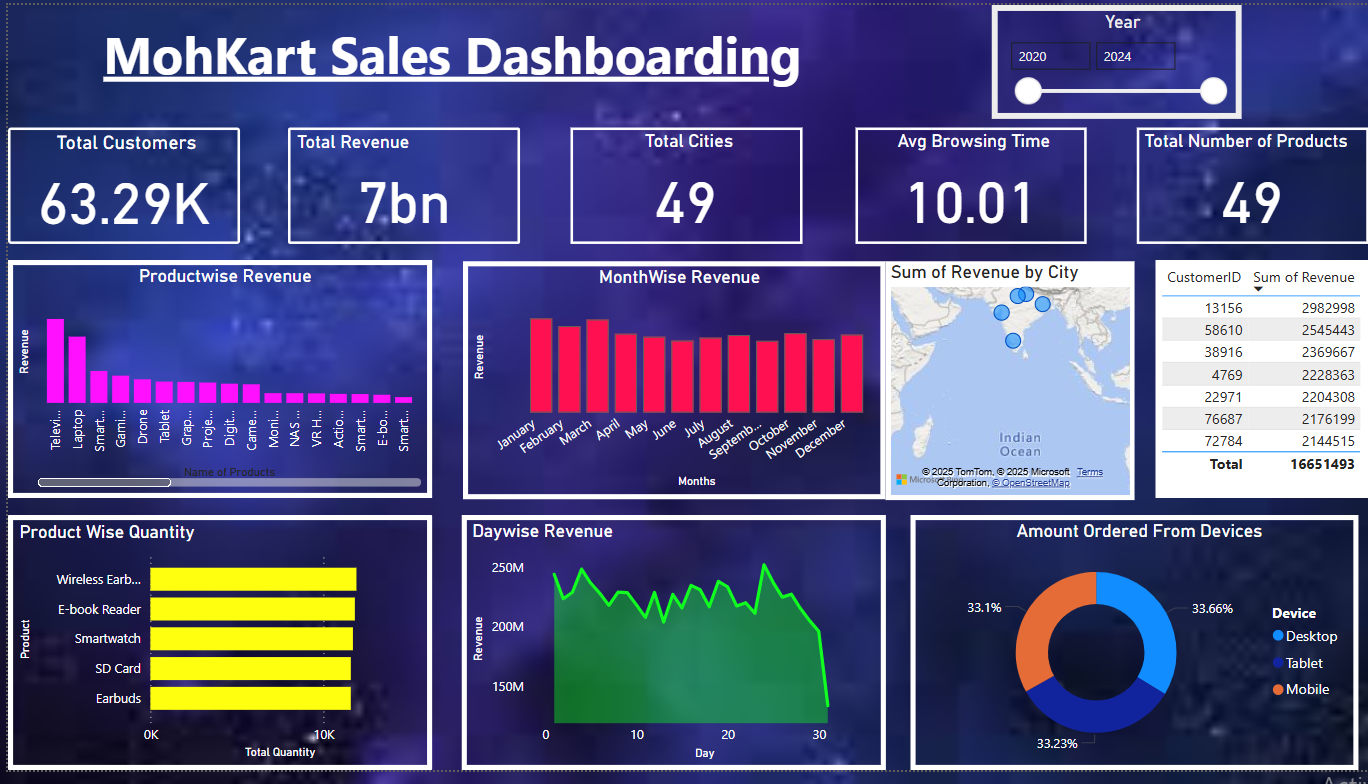 MohKart Sales Dashboarding
Year
2020 2024
Total Customers
63.29K
Total Revenue
7bn
Total Cities
49
Avg Browsing Time
10.01
Total Number of Products
49
Productwise Revenue
Revenue
Televi...
Laptop
Smart...
Gami...
Drone
Tablet
Grap...
Proje...
Digit...
Came...
Moni...
NAS ...
VR H...
Actio...
Smart...
E-bo...
Smart...
Name of Products
MonthWise Revenue
Revenue
January
February
March
April
May
June
July
August
Septemb...
October
November
December
Months
Sum of Revenue by City
Indian
Ocean
© 2025 TomTom, © 2025 Microsoft Terms
Corporation, © OpenStreetMap
CustomerID Sum of Revenue
13156 2982998
58610 2545443
38916 2369667
4769 2228363
22971 2204308
76687 2176199
72784 2144515
Total 16651493
Product Wise Quantity
Product
Wireless Earb...
E-book Reader
Smartwatch
SD Card
Earbuds
0K 10K
Total Quantity
Daywise Revenue
Revenue
250M
200M
150M
0 10 20 30
Day
Amount Ordered From Devices
33.1%
33.66%
33.23%
Device
Desktop
Tablet
Mobile